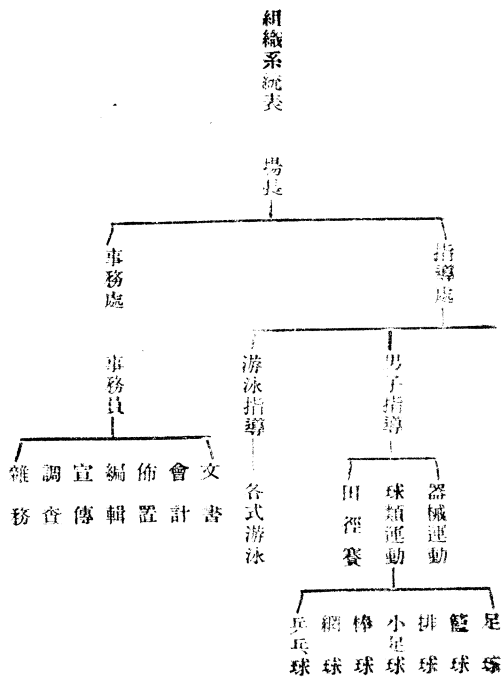 組織系統表
場長
指導處
事務處
男子指導
游泳指導
事務員
器械運動
球類運動
田徑賽
各式游泳
文書
會計
佈置
編輯
宣傳
調查
雜務
足球
籃球
排球
小足球
棒球
網球
乒乓球